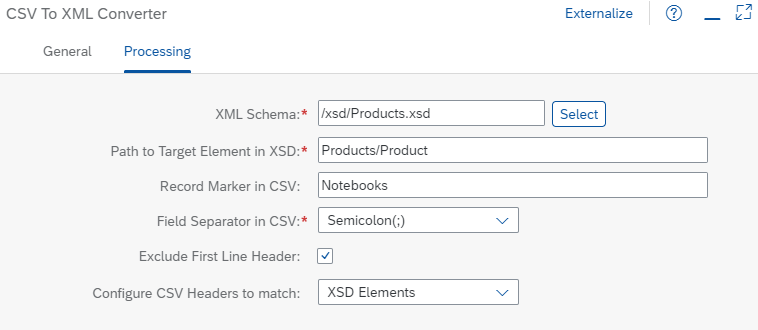 CSV To XML Converter Externalize
General Processing
XML Schema:* /xsd/Products.xsd Select
Path to Target Element in XSD:* Products/Product
Record Marker in CSV: Notebooks
Field Separator in CSV:* Semicolon(;)
Exclude First Line Header:
Configure CSV Headers to match: XSD Elements